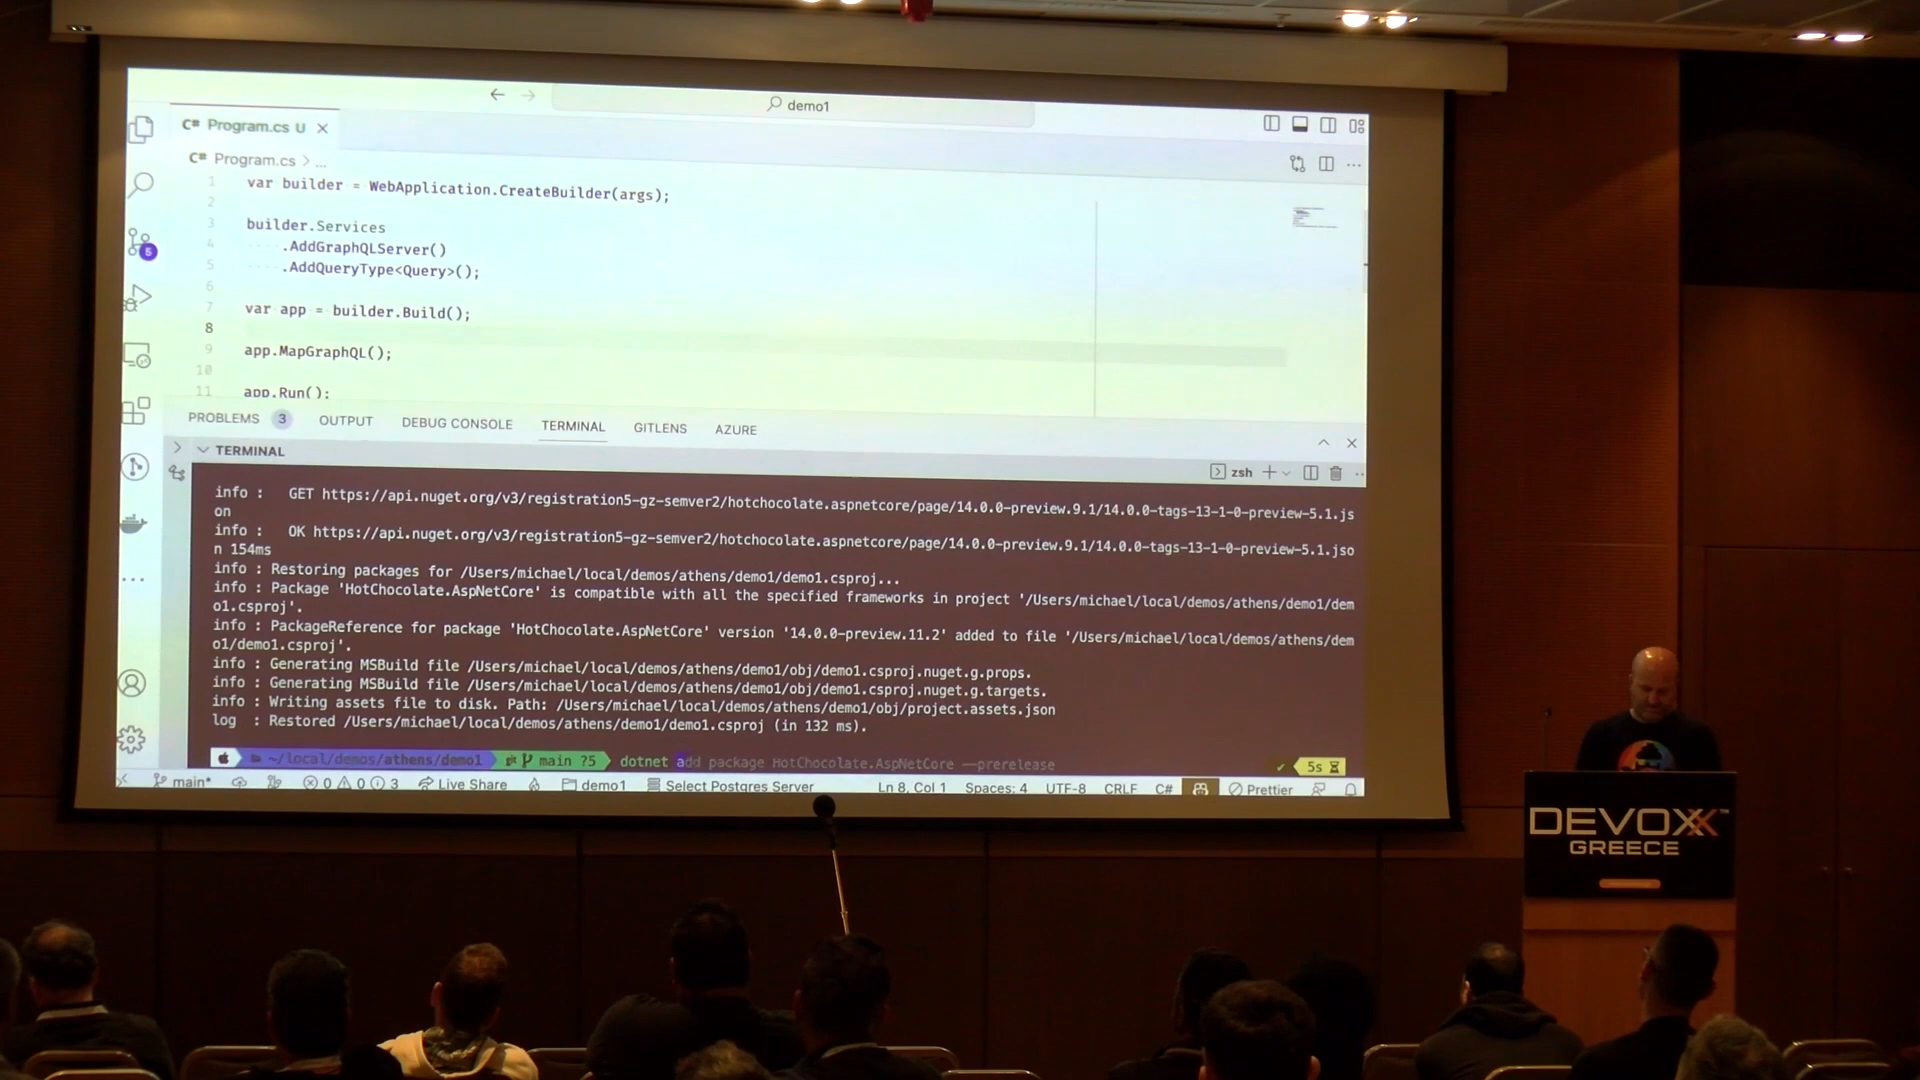 demo1
C# Program.cs U
C# Program.cs > ...
1 var builder = WebApplication.CreateBuilder(args);
2
3 builder.Services
4 .AddGraphQLServer()
5 .AddQueryType<Query>();
6
7 var app = builder.Build();
8
9 app.MapGraphQL();
10
11 app.Run();
5
PROBLEMS 3 OUTPUT DEBUG CONSOLE TERMINAL GITLENS AZURE
TERMINAL
zsh
info : GET https://api.nuget.org/v3/registration5-gz-semver2/hotchocolate.aspnetcore/page/14.0.0-preview.9.1/14.0.0-tags-13-1-0-preview-5.1.js
on
info : OK https://api.nuget.org/v3/registration5-gz-semver2/hotchocolate.aspnetcore/page/14.0.0-preview.9.1/14.0.0-tags-13-1-0-preview-5.1.jso
n 154ms
info : Restoring packages for /Users/michael/local/demos/athens/demo1/demo1.csproj...
info : Package 'HotChocolate.AspNetCore' is compatible with all the specified frameworks in project '/Users/michael/local/demos/athens/demo1/dem
o1.csproj'.
info : PackageReference for package 'HotChocolate.AspNetCore' version '14.0.0-preview.11.2' added to file '/Users/michael/local/demos/athens/dem
o1/demo1.csproj'.
info : Generating MSBuild file /Users/michael/local/demos/athens/demo1/obj/demo1.csproj.nuget.g.props.
info : Generating MSBuild file /Users/michael/local/demos/athens/demo1/obj/demo1.csproj.nuget.g.targets.
info : Writing assets file to disk. Path: /Users/michael/local/demos/athens/demo1/obj/project.assets.json
log : Restored /Users/michael/local/demos/athens/demo1/demo1.csproj (in 132 ms).
~/local/demos/athens/demo1 main ?5 dotnet add package HotChocolate.AspNetCore --prerelease 5s
main* 0 0 3 Live Share demo1 Select Postgres Server Ln 8, Col 1 Spaces: 4 UTF-8 CRLF C# Prettier
DEVOXX™
GREECE